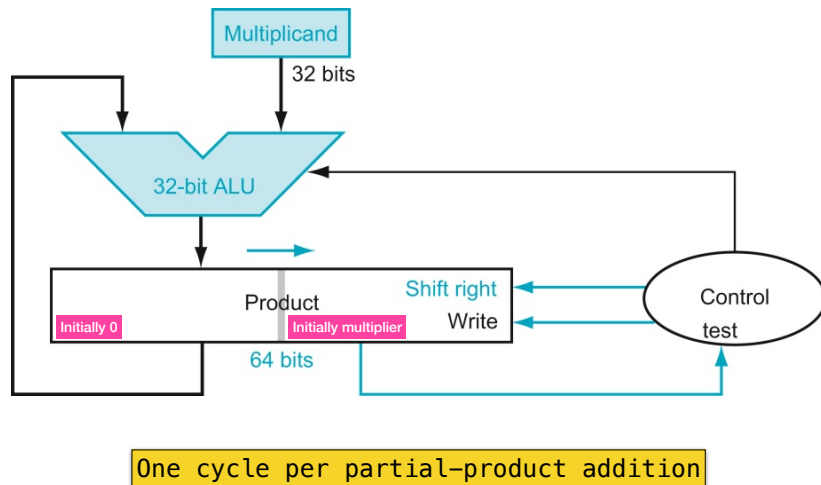 Multiplicand
32 bits
32-bit ALU
Product
Shift right
Write
Initially 0
Initially multiplier
64 bits
Control
test
One cycle per partial-product addition